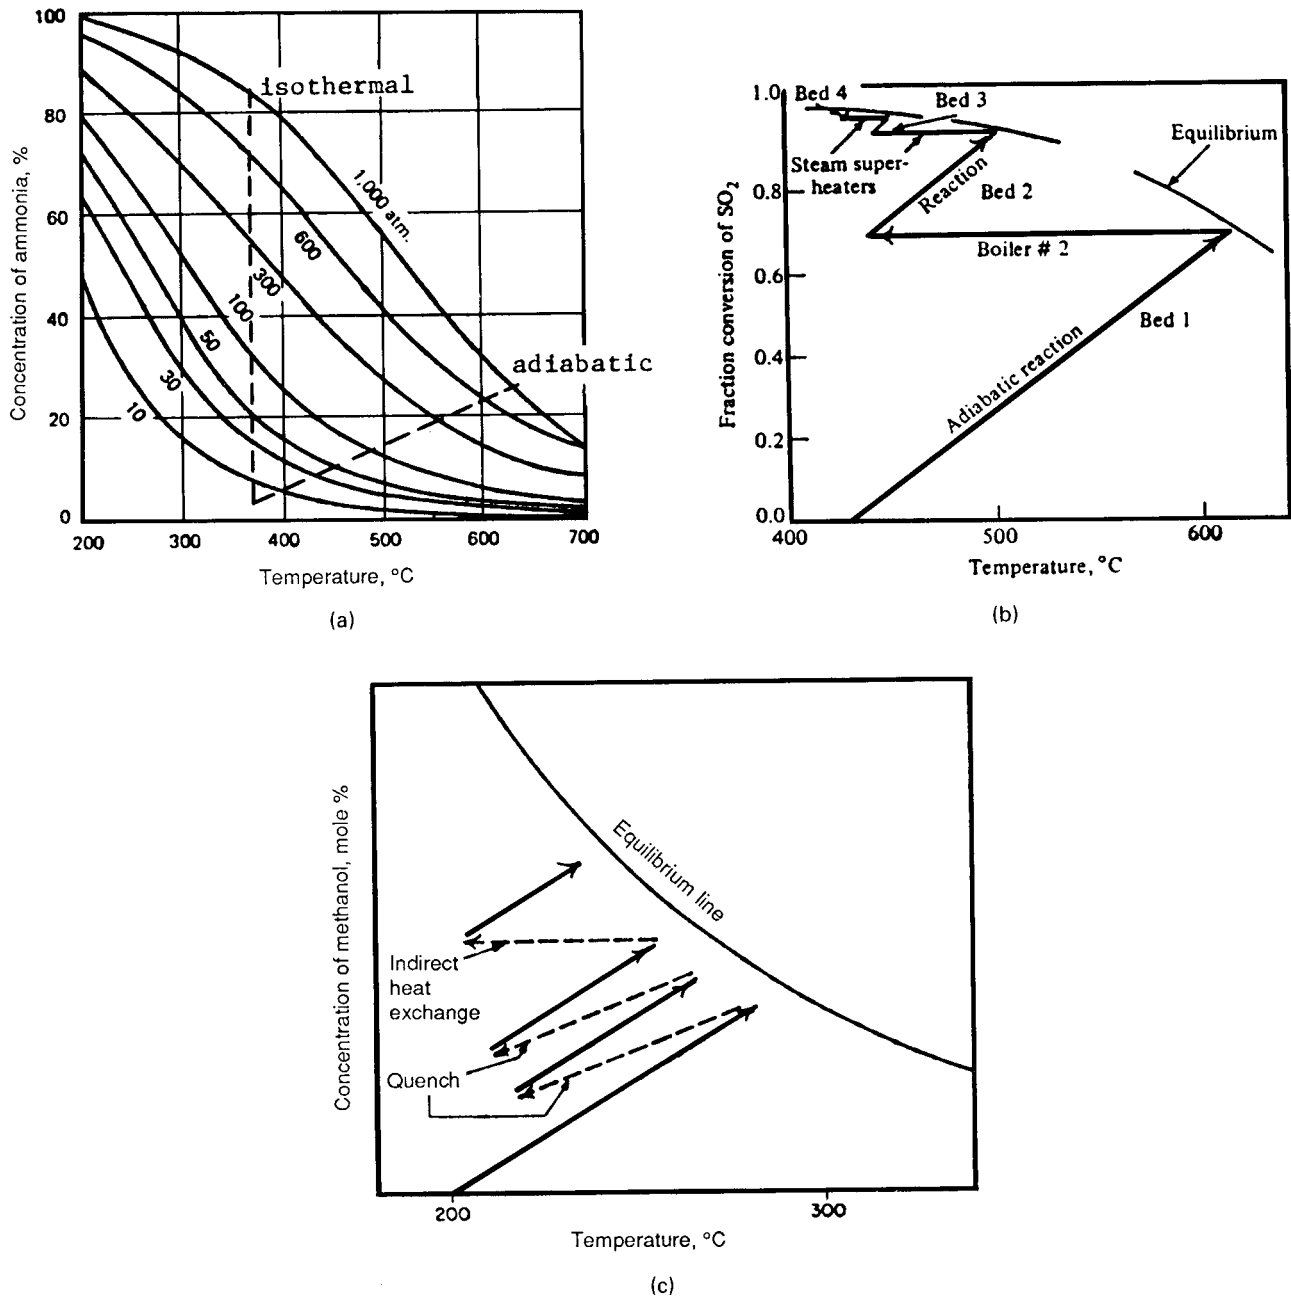 100
80
60
40
20
0
Concentration of ammonia, %
isothermal
1,000 atm.
600
300
100
50
30
10
adiabatic
200 300 400 500 600 700
Temperature, °C
(a)
1.0
0.8
0.6
0.4
0.2
0.0
Fraction conversion of SO₂
Bed 4
Bed 3
Equilibrium
Steam super-
heaters
Reaction
Bed 2
Boiler # 2
Bed 1
Adiabatic reaction
400 500 600
Temperature, °C
(b)
Concentration of methanol, mole %
Equilibrium line
Indirect
heat
exchange
Quench
200 300
Temperature, °C
(c)